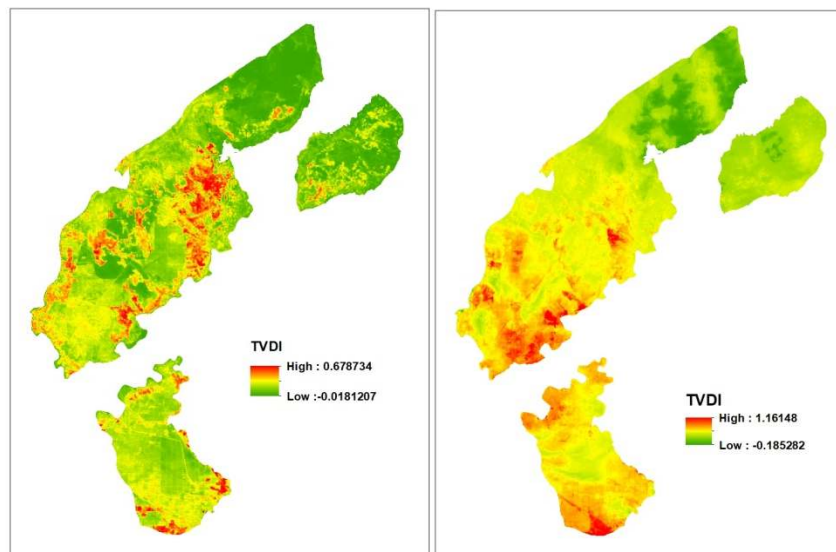 TVDI
High : 0.678734
Low :-0.0181207
TVDI
High : 1.16148
Low : -0.185282